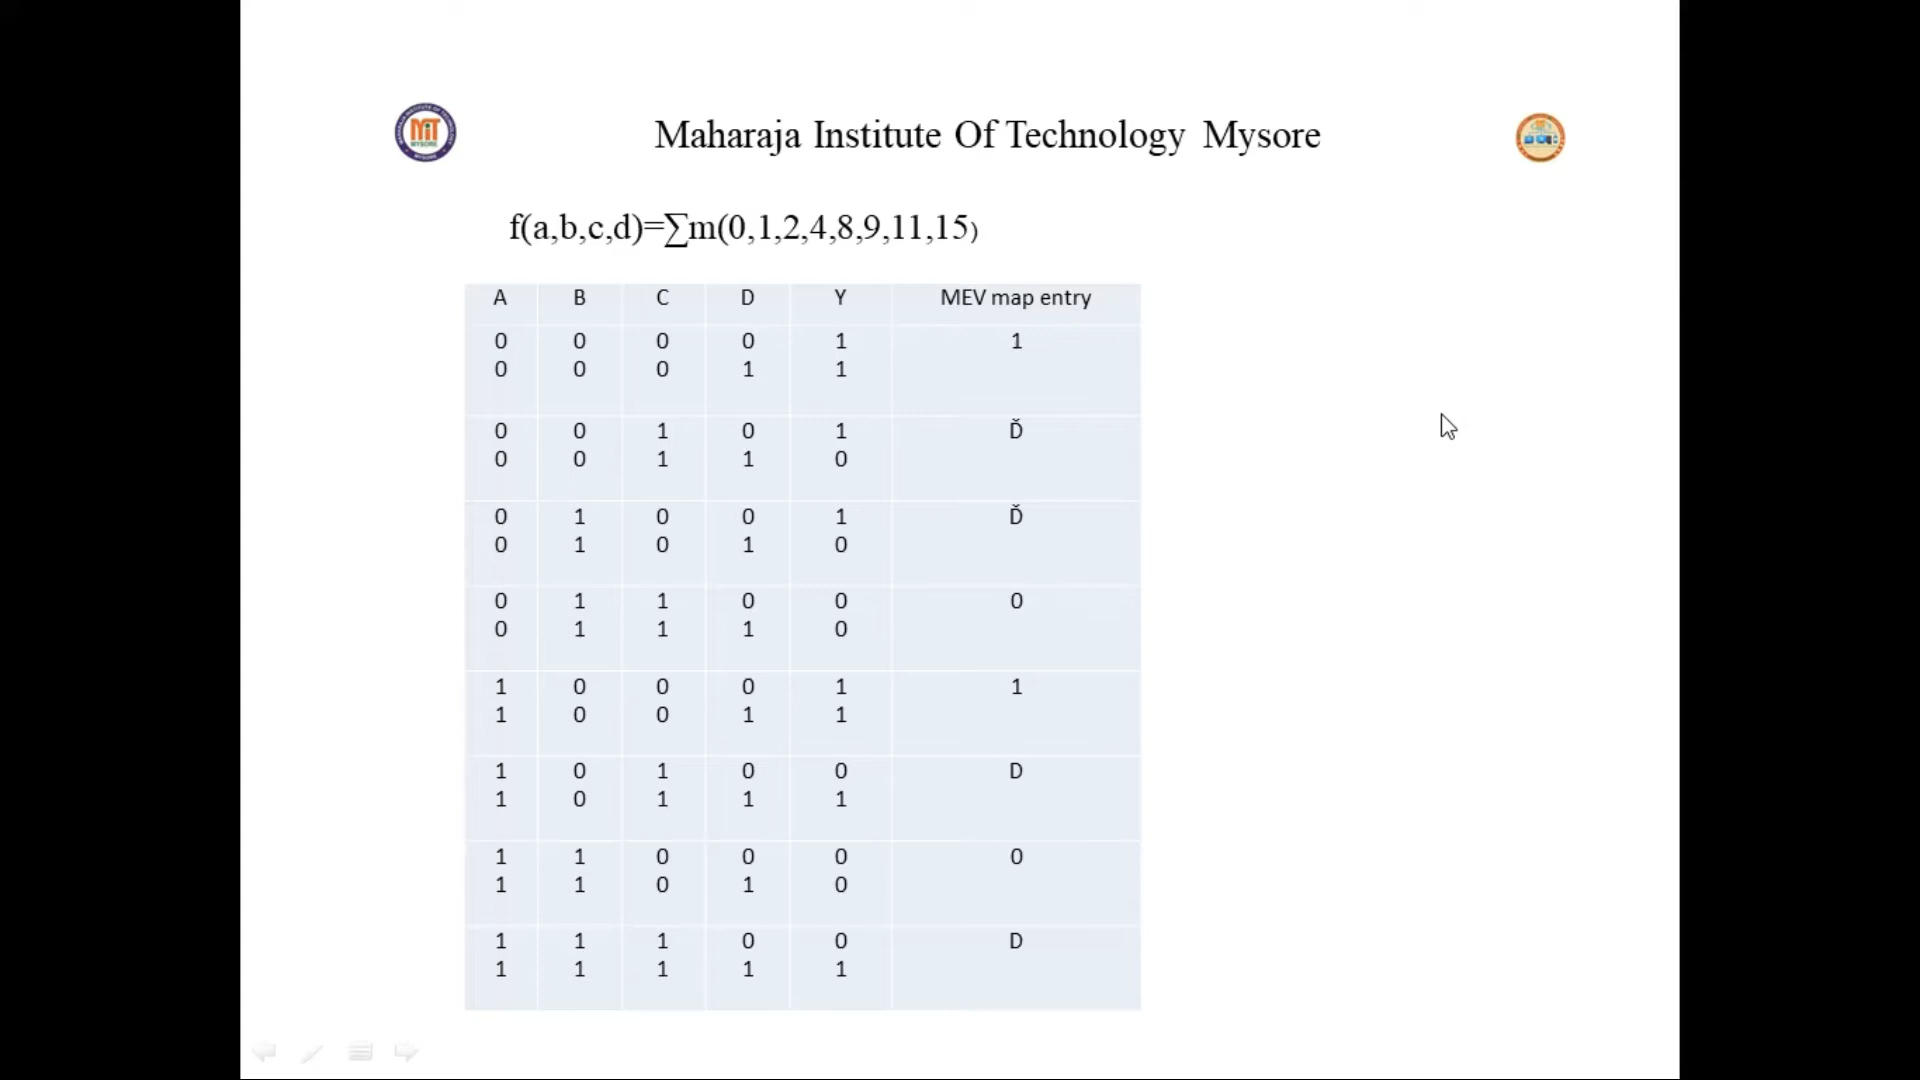 Maharaja Institute Of Technology Mysore
MIT
MYSORE
f(a,b,c,d)=∑m(0,1,2,4,8,9,11,15)
A B C D Y MEV map entry
0 0 0 0 1 1
0 0 0 1 1
0 0 1 0 1 Ď
0 0 1 1 0
0 1 0 0 1 Ď
0 1 0 1 0
0 1 1 0 0 0
0 1 1 1 0
1 0 0 0 1 1
1 0 0 1 1
1 0 1 0 0 D
1 0 1 1 1
1 1 0 0 0 0
1 1 0 1 0
1 1 1 0 0 D
1 1 1 1 1